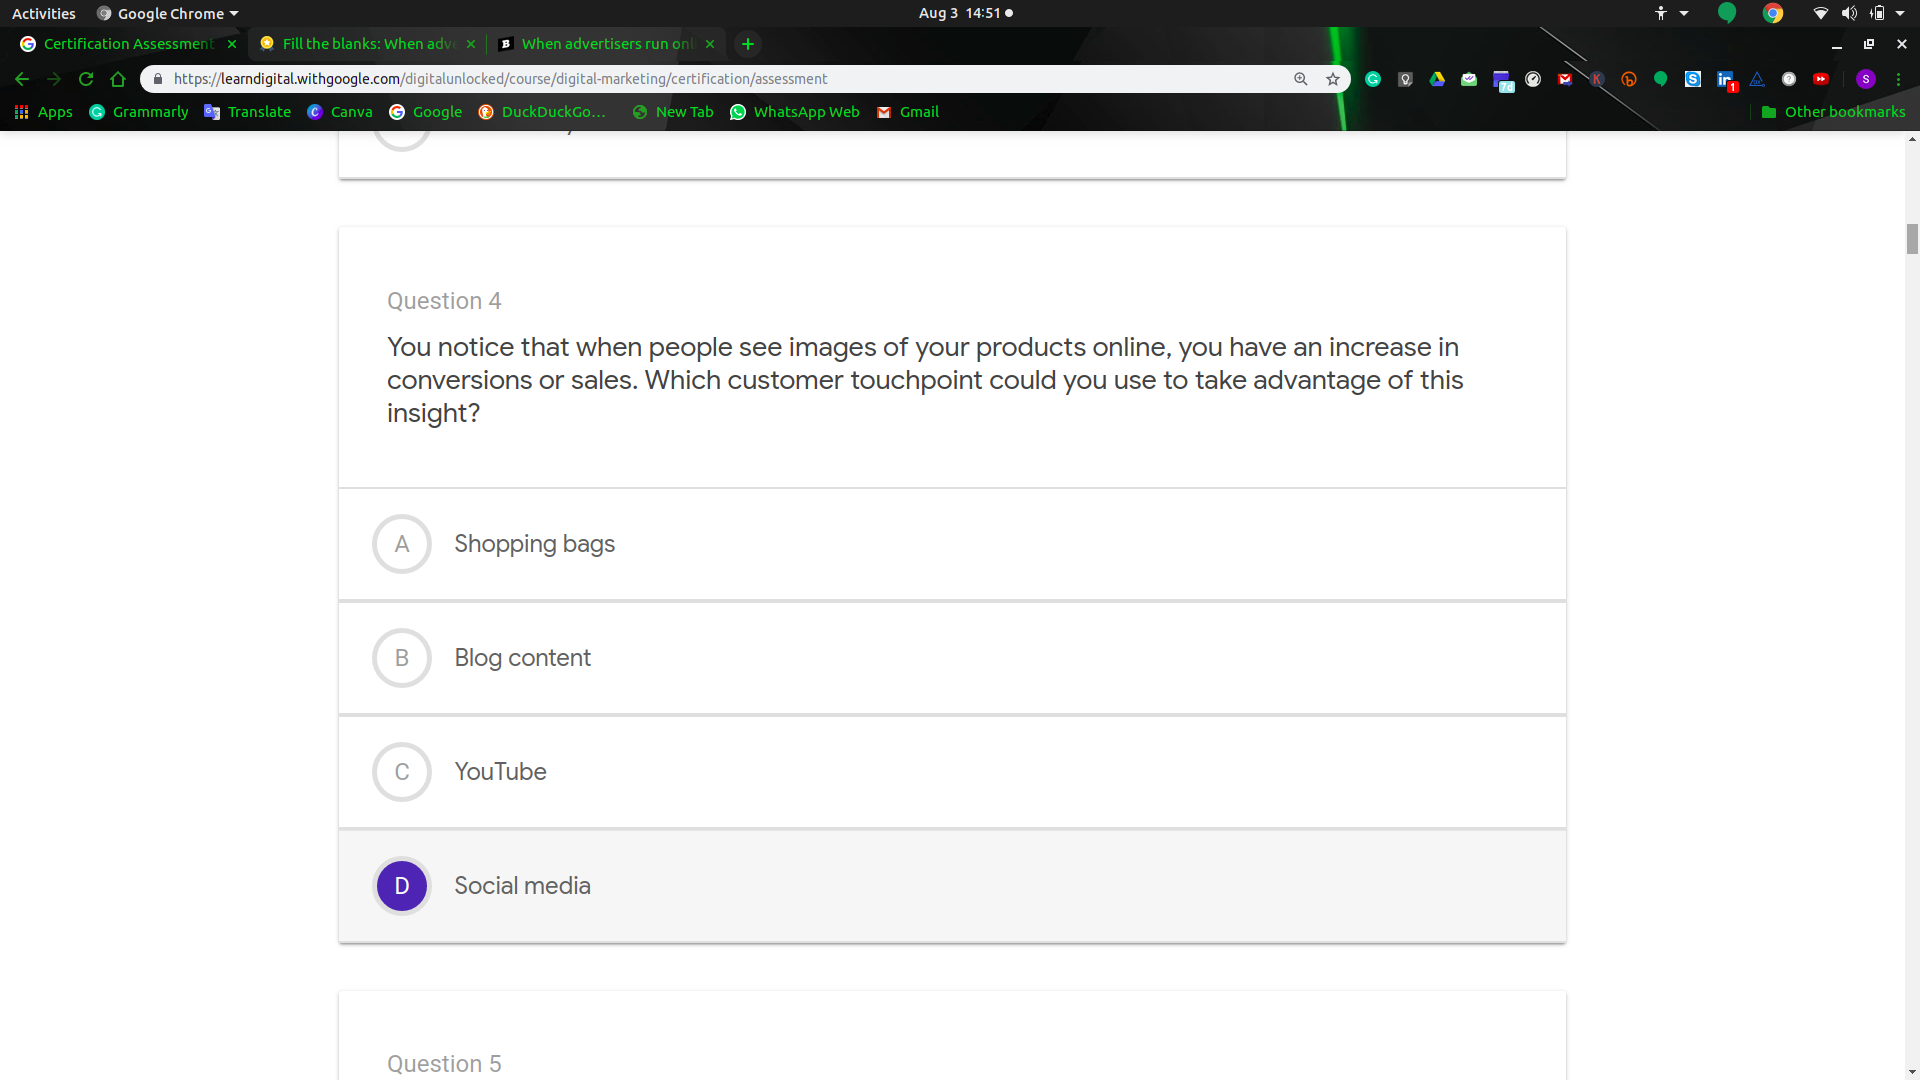 Activities Google Chrome Aug 3 14:51
Certification Assessment Fill the blanks: When adve When advertisers run onl
https://learndigital.withgoogle.com/digitalunlocked/course/digital-marketing/certification/assessment
7d
1
S
Apps Grammarly Translate Canva Google DuckDuckGo... New Tab WhatsApp Web Gmail Other bookmarks
Question 4
You notice that when people see images of your products online, you have an increase in
conversions or sales. Which customer touchpoint could you use to take advantage of this
insight?
A Shopping bags
B Blog content
C YouTube
D Social media
Question 5